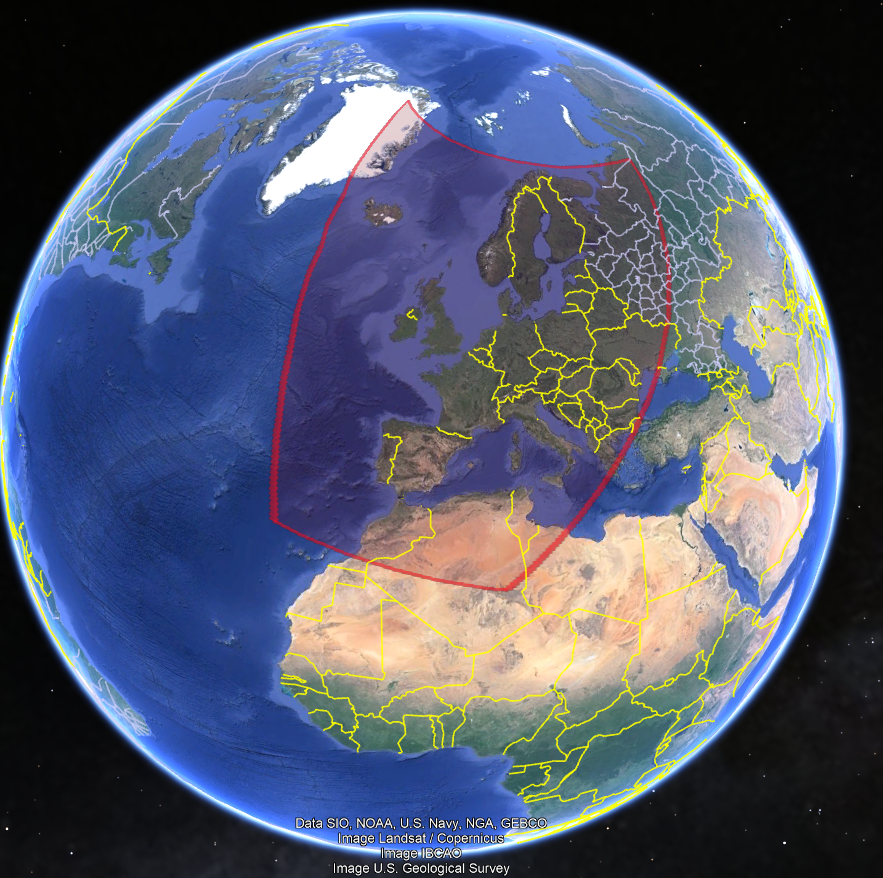 Data SIO, NOAA, U.S. Navy, NGA, GEBCO
Image Landsat / Copernicus
Image IBCAO
Image U.S. Geological Survey